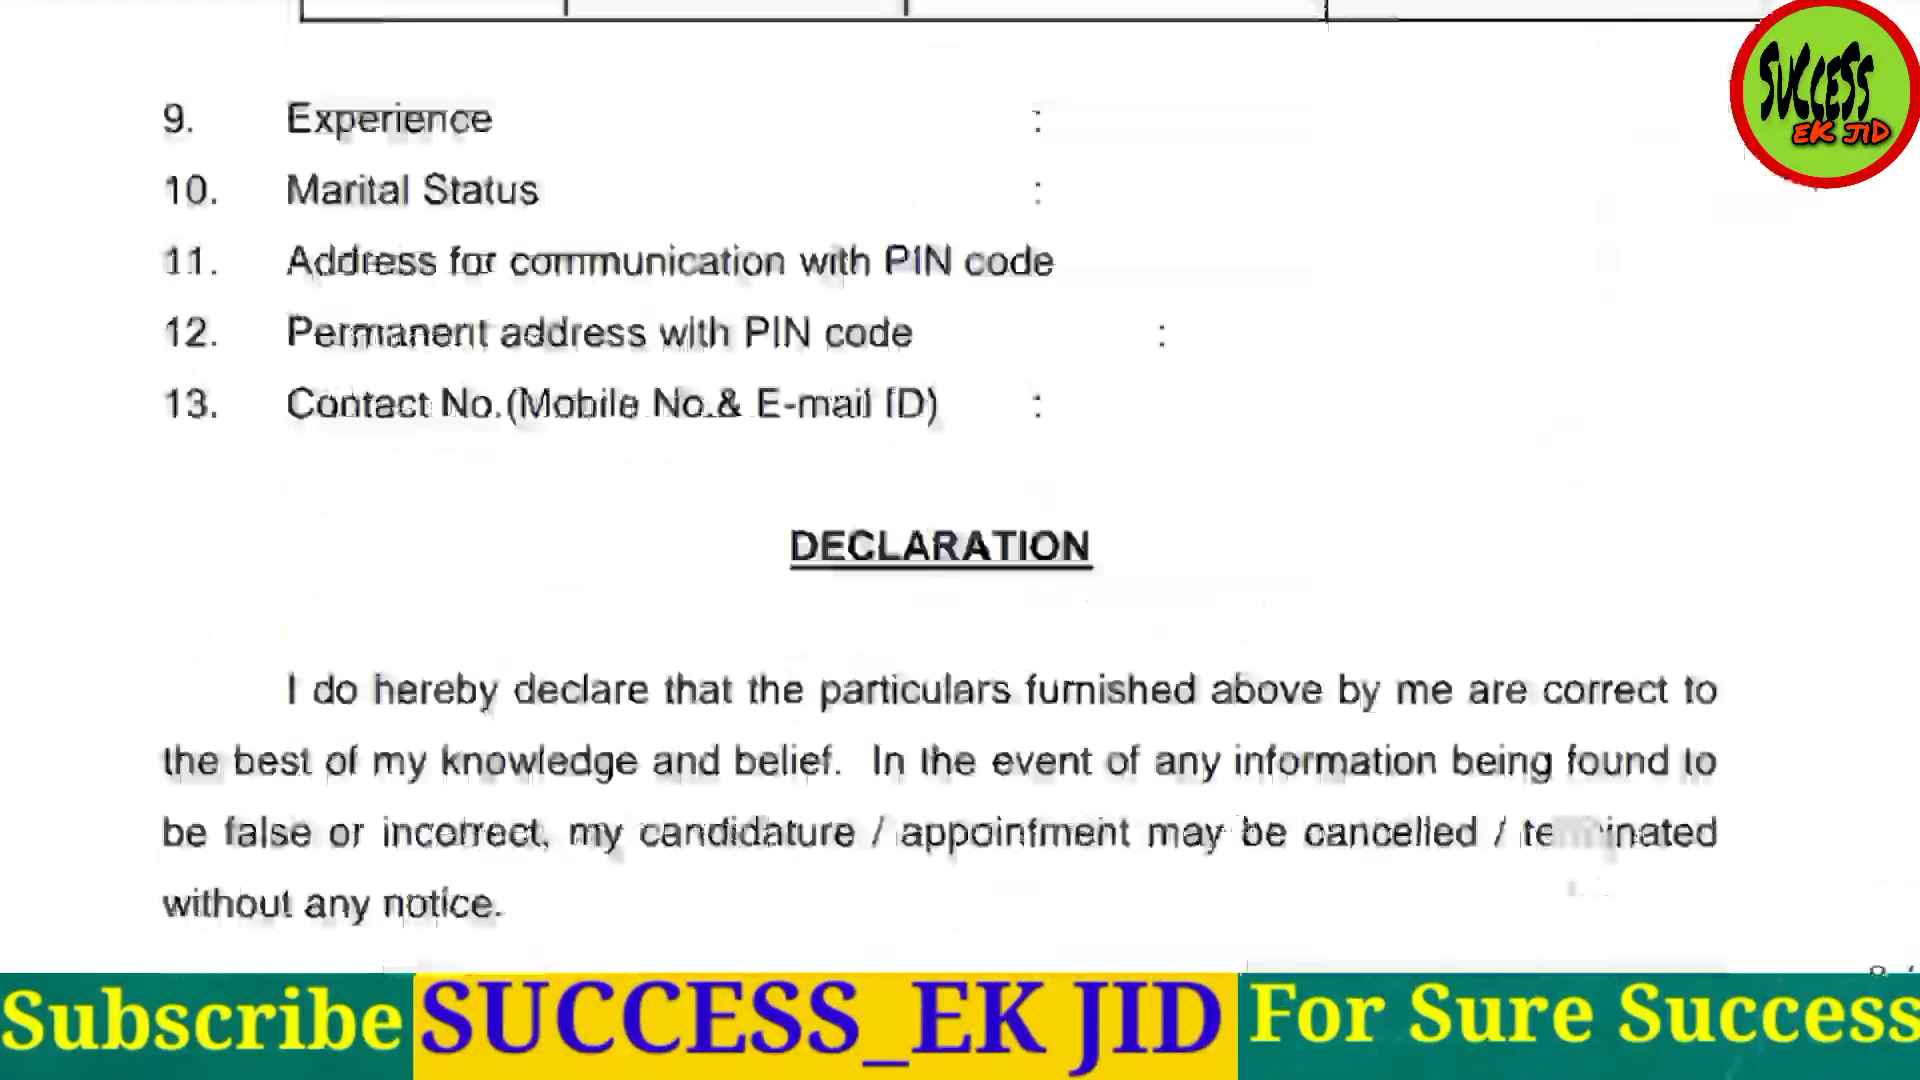 SUCCESS
EK JID
9. Experience :
10. Marital Status :
11. Address for communication with PIN code
12. Permanent address with PIN code :
13. Contact No.(Mobile No.& E-mail ID) :
DECLARATION
I do hereby declare that the particulars furnished above by me are correct to
the best of my knowledge and belief. In the event of any information being found to
be false or incorrect, my candidature / appointment may be cancelled / terminated
without any notice.
Subscribe SUCCESS_EK JID For Sure Success